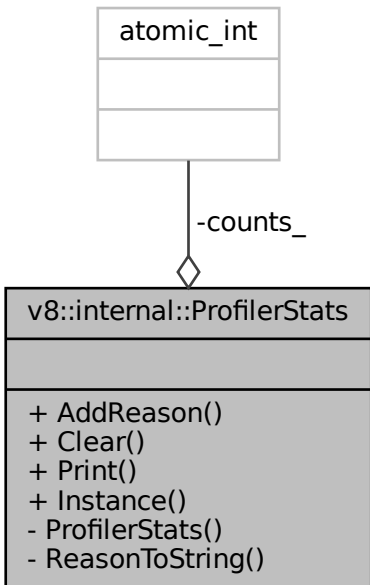 atomic_int
-counts_
v8::internal::ProfilerStats
+ AddReason()
+ Clear()
+ Print()
+ Instance()
- ProfilerStats()
- ReasonToString()